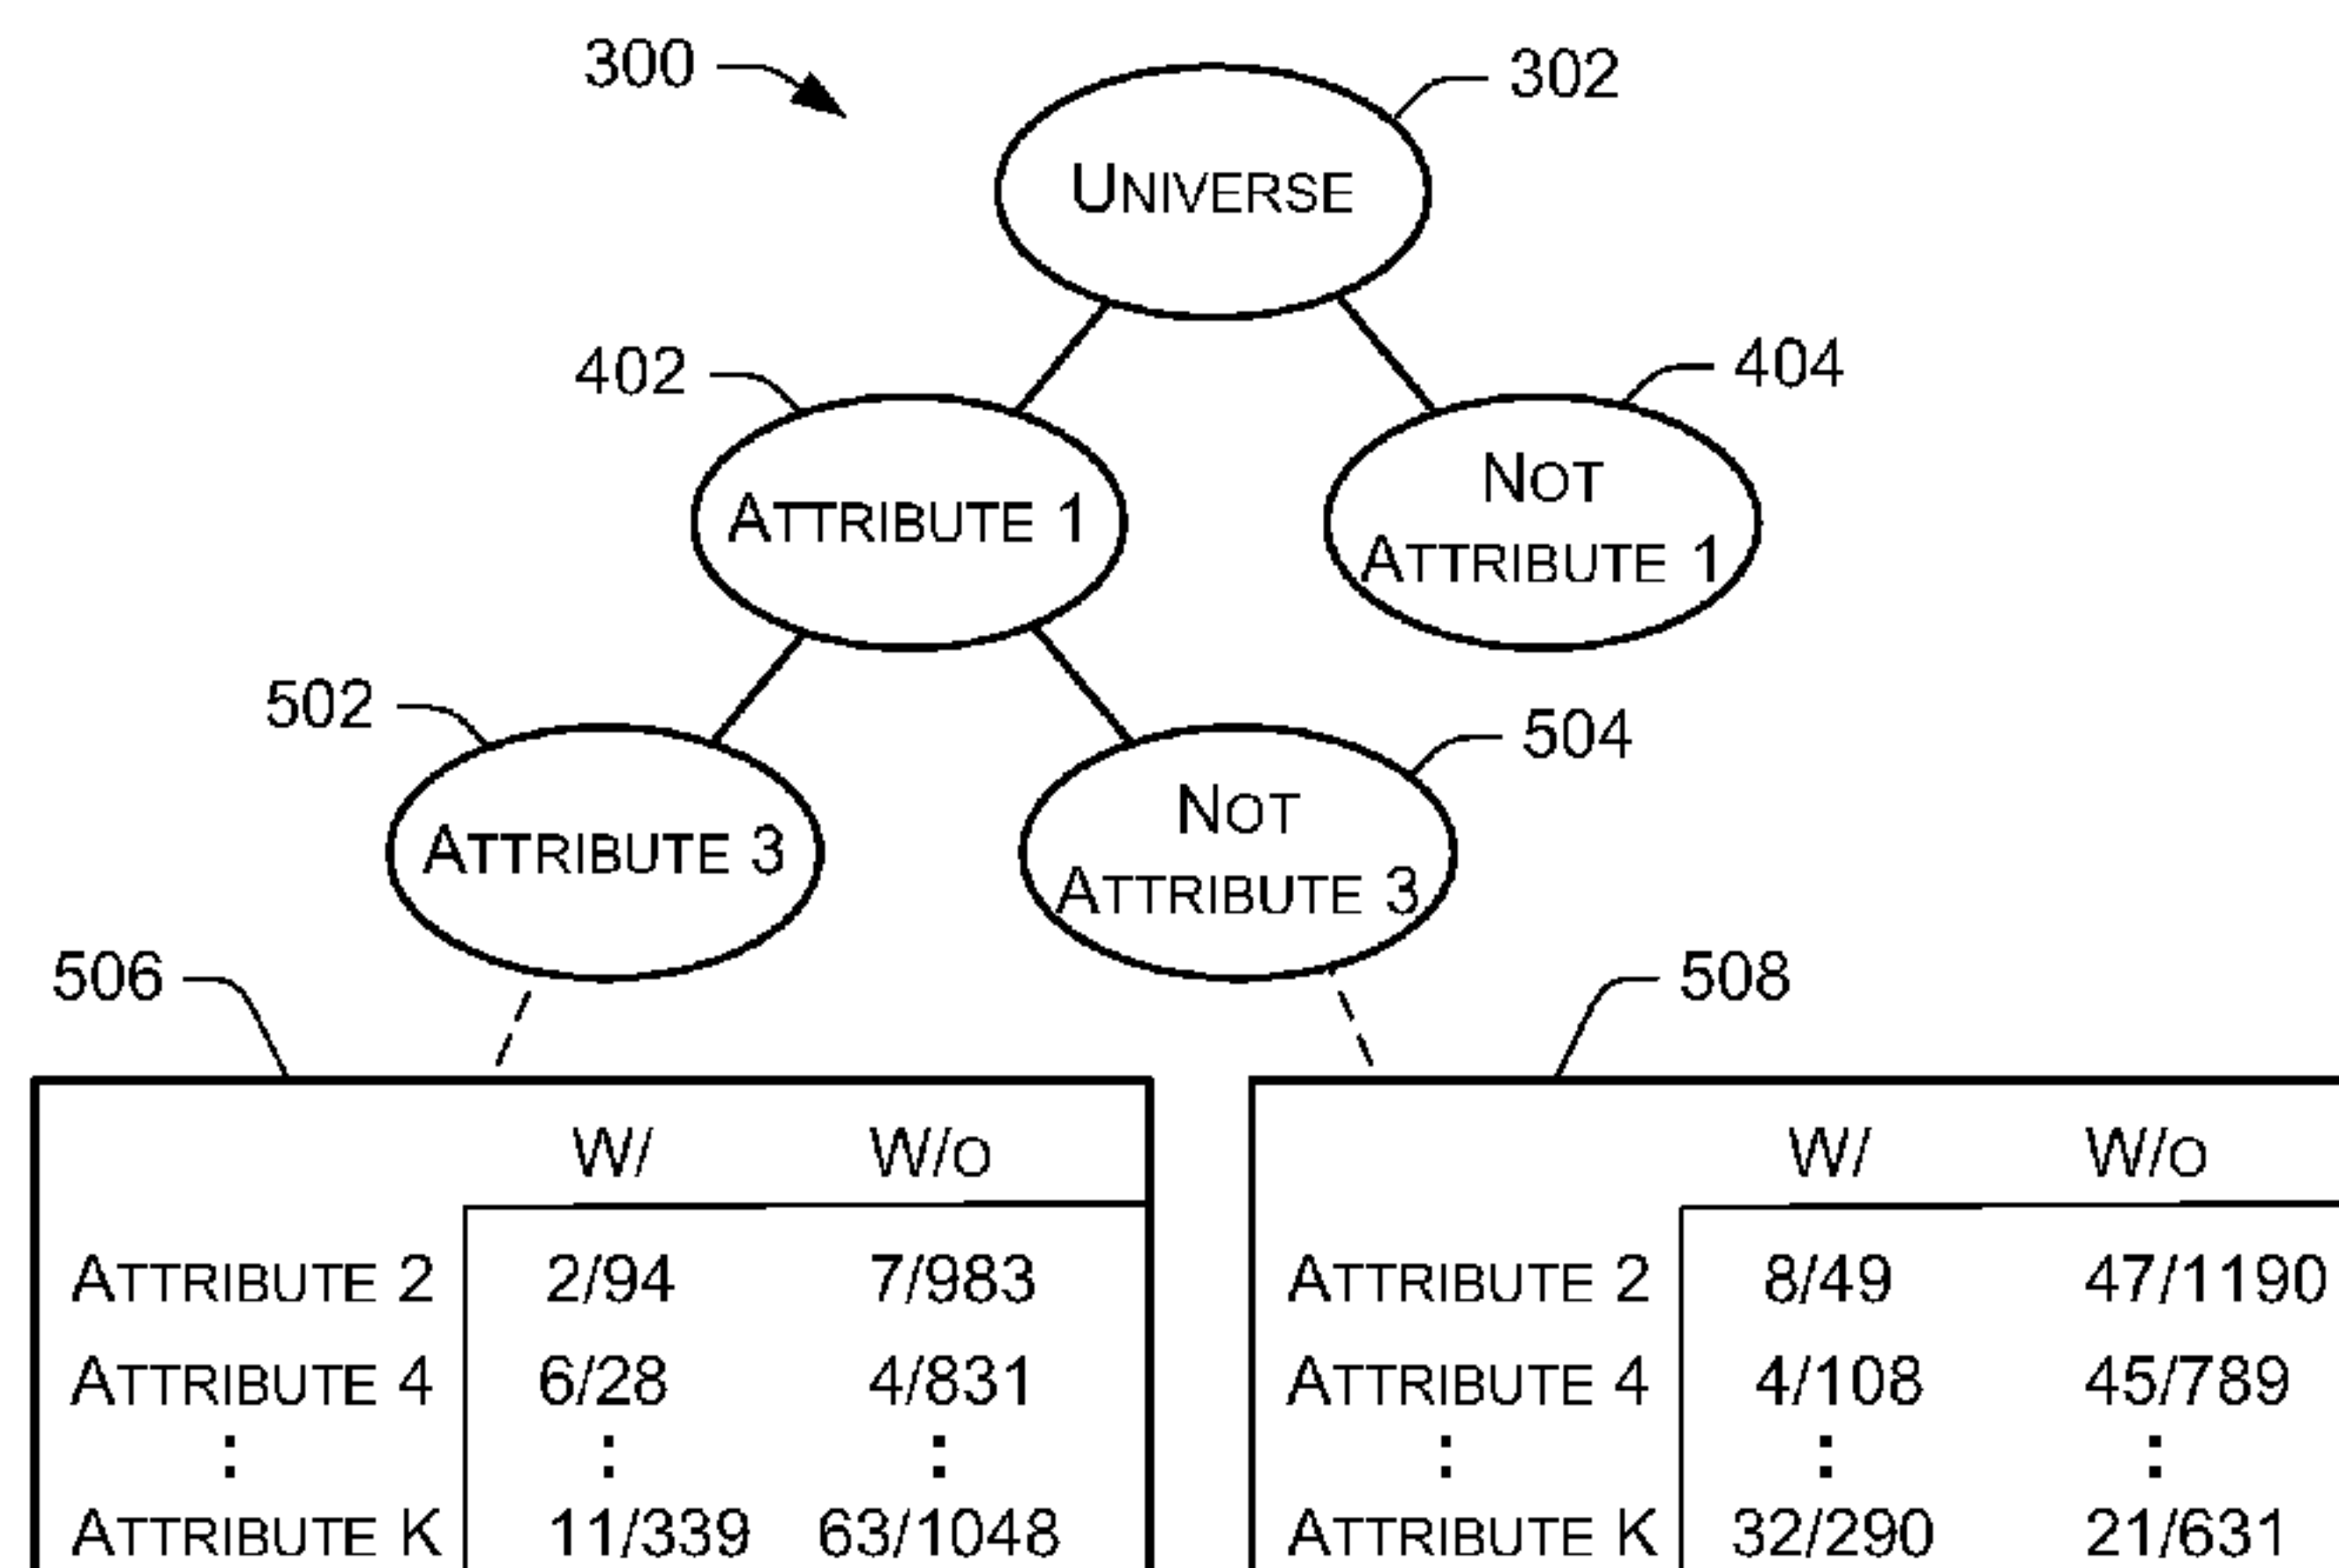 300
302
UNIVERSE
402
404
ATTRIBUTE 1
NOT
ATTRIBUTE 1
502
504
ATTRIBUTE 3
NOT
ATTRIBUTE 3
506
508
W/ W/O
ATTRIBUTE 2 2/94 7/983
ATTRIBUTE 4 6/28 4/831
: : :
ATTRIBUTE K 11/339 63/1048
W/ W/O
ATTRIBUTE 2 8/49 47/1190
ATTRIBUTE 4 4/108 45/789
: : :
ATTRIBUTE K 32/290 21/631